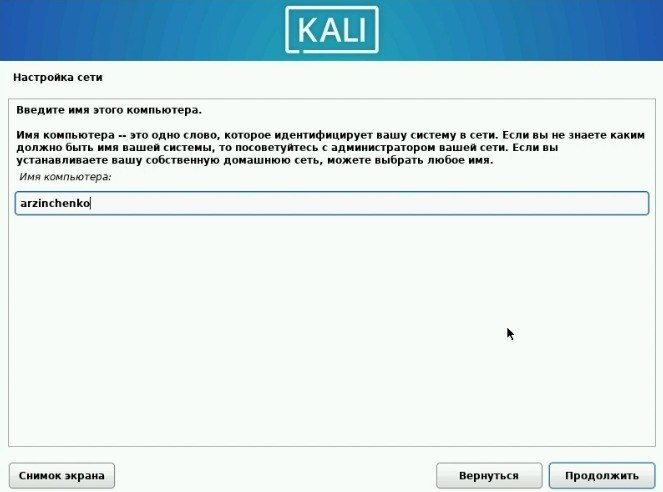 KALI
Настройка сети
Введите имя этого компьютера.
Имя компьютера -- это одно слово, которое идентифицирует вашу систему в сети. Если вы не знаете каким
должно быть имя вашей системы, то посоветуйтесь с администратором вашей сети. Если вы
устанавливаете вашу собственную домашнюю сеть, можете выбрать любое имя.
Имя компьютера:
arzinchenko
Снимок экрана
Вернуться
Продолжить